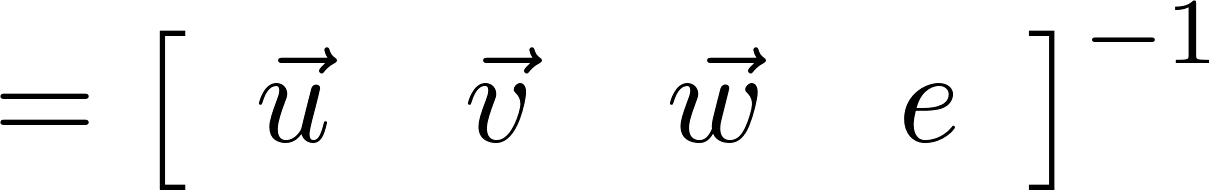 = [ u⃗ v⃗ w⃗ e ]⁻¹